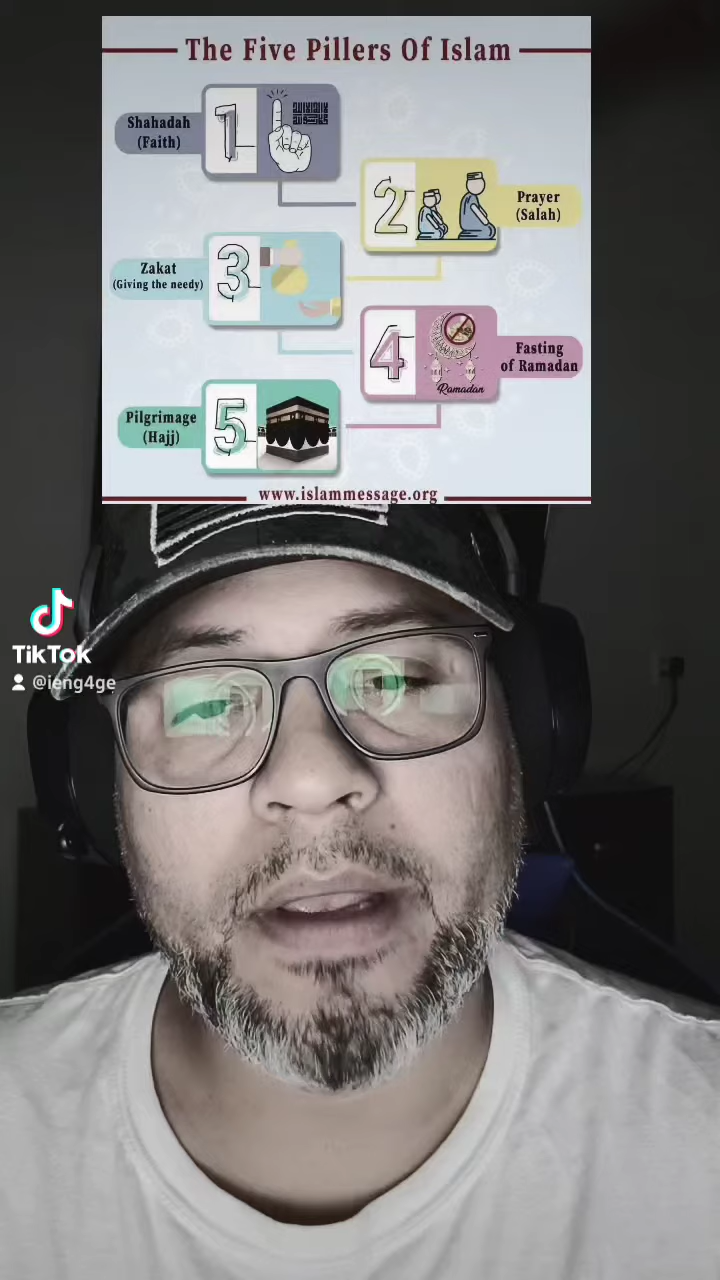 The Five Pillers Of Islam
Shahadah
(Faith)
1
2
Prayer
(Salah)
Zakat
(Giving the needy)
3
4
Ramadan
Fasting
of Ramadan
Pilgrimage
(Hajj)
5
www.islammessage.org
TikTok
@ieng4ge